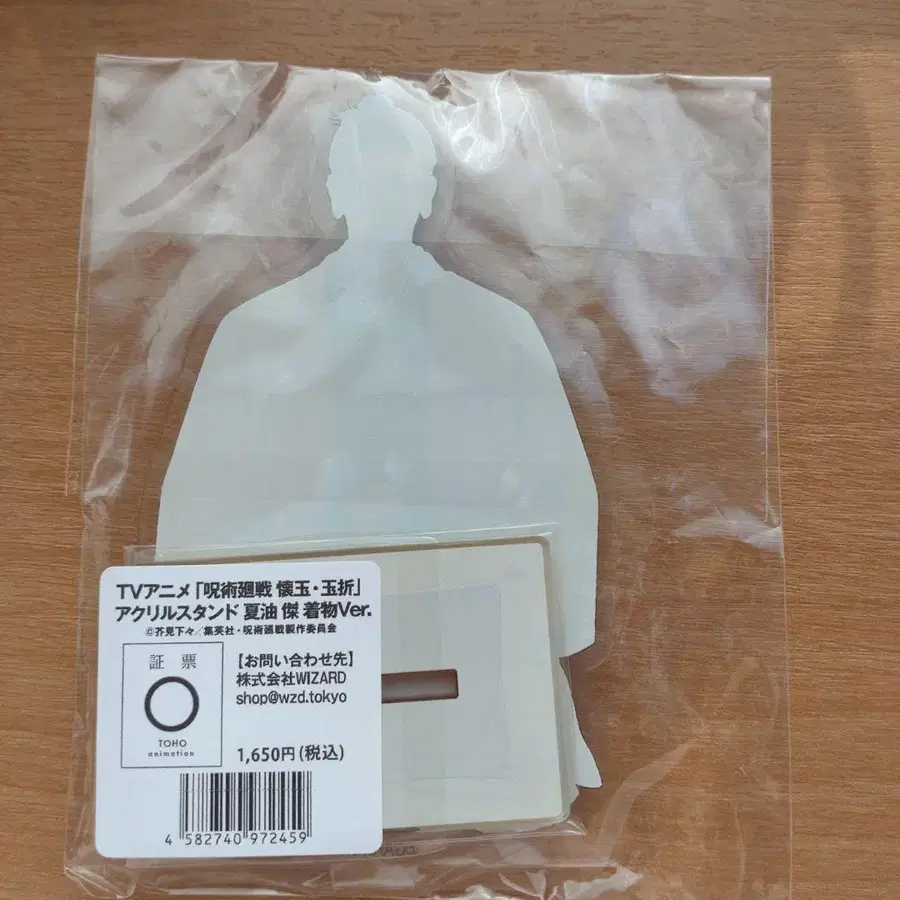 TVアニメ「呪術廻戦 懐玉・玉折」
アクリルスタンド 夏油 傑 着物Ver.
©芥見下々／集英社・呪術廻戦製作委員会
証 票
TOHO
animation
【お問い合わせ先】
株式会社WIZARD
shop@wzd.tokyo
1,650円(税込)
4 582740 972459